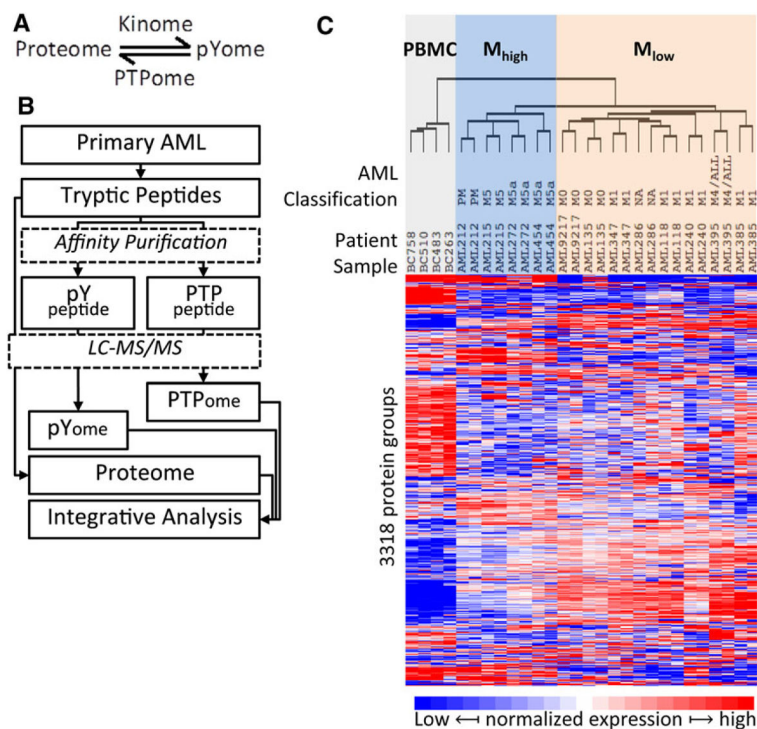 A
Kinome
Proteome pYome
PTPome
B
Primary AML
Tryptic Peptides
Affinity Purification
pY
peptide
PTP
peptide
LC-MS/MS
PTPome
pYome
Proteome
Integrative Analysis
C
PBMC Mhigh Mlow
AML
Classification
PM PM M5 M5 M5a M5a M5a M5a M0 M0 M0 M0 M1 M1 NA NA M1 M1 M1 M1 M4/ALL M4/ALL M1 M1
Patient
Sample
BC758 BC510 BC483 BC263 AML212 AML212 AML215 AML215 AML272 AML272 AML454 AML454 AML9217 AML9217 AML135 AML135 AML347 AML347 AML286 AML286 AML118 AML118 AML240 AML240 AML395 AML395 AML385 AML385
3318 protein groups
Low ↔ normalized expression ↦ high